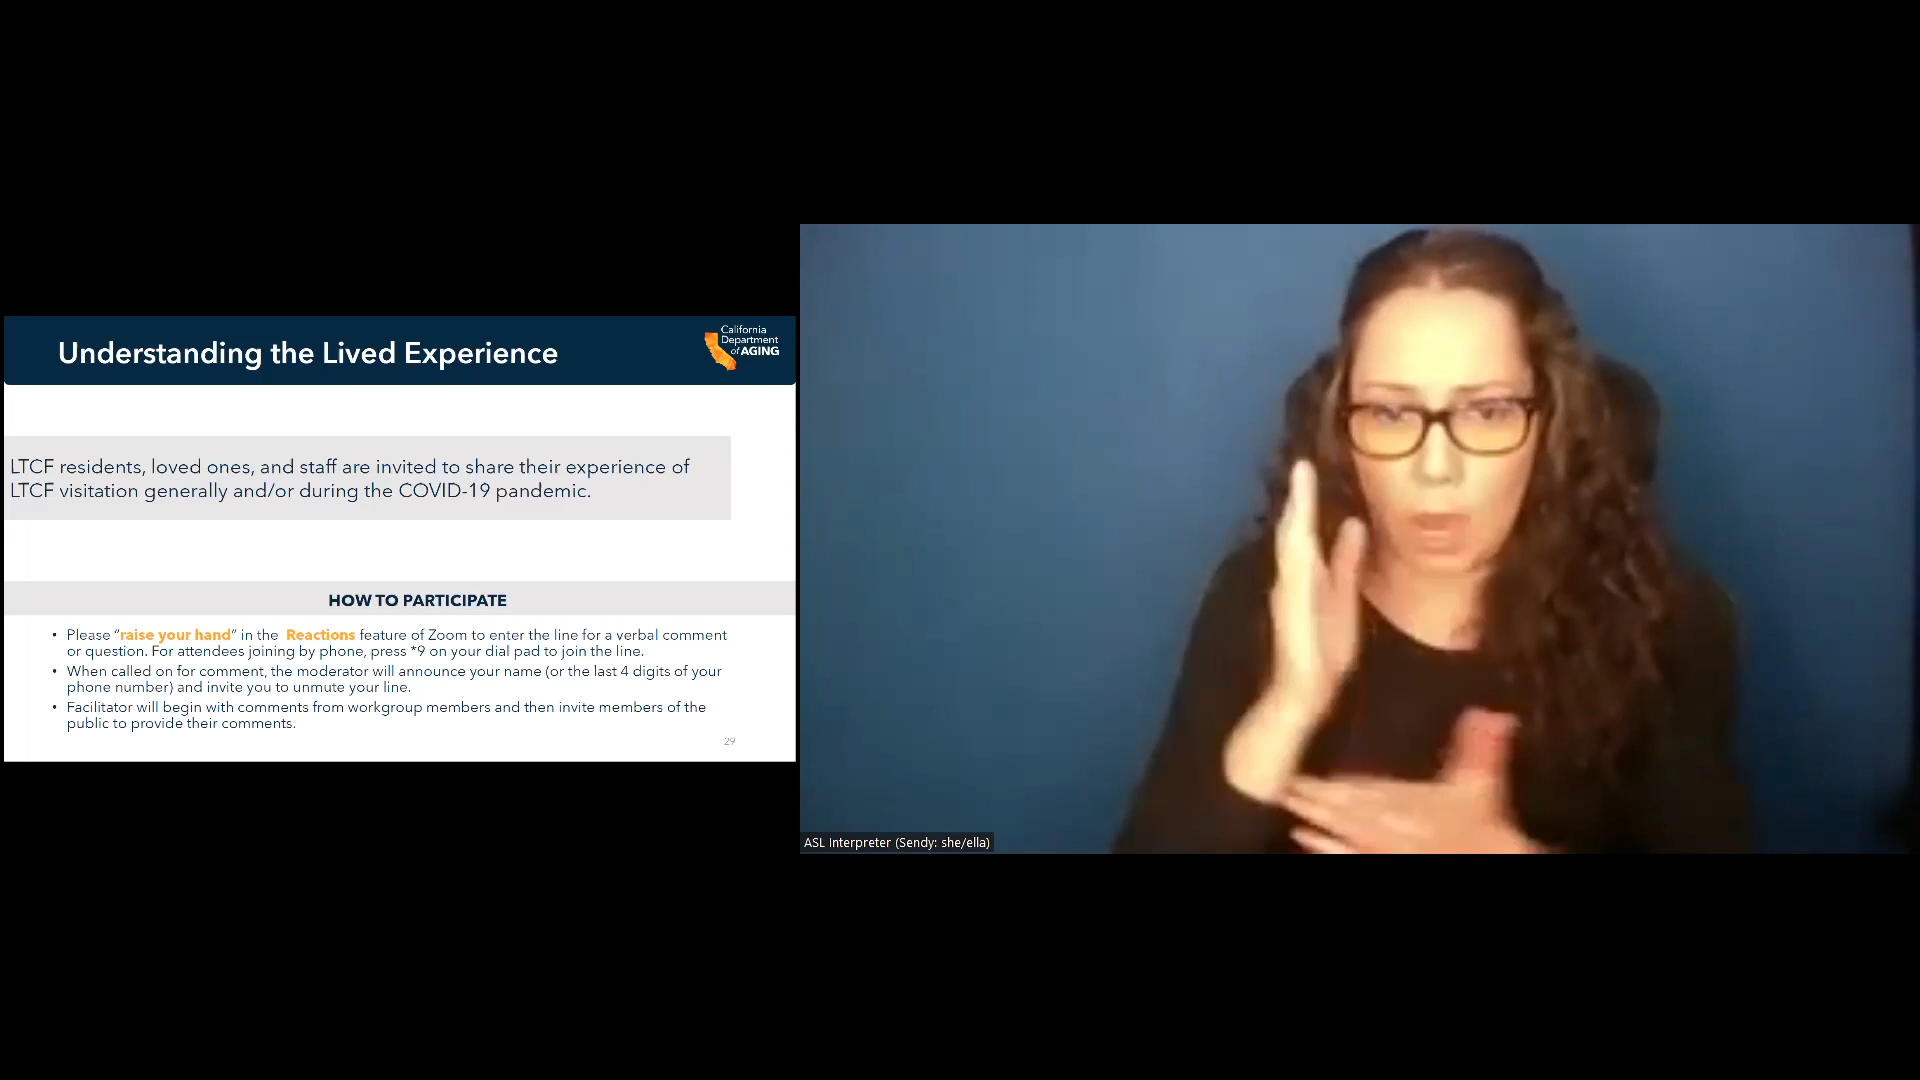 Understanding the Lived Experience
California
Department
of AGING
LTCF residents, loved ones, and staff are invited to share their experience of
LTCF visitation generally and/or during the COVID-19 pandemic.
HOW TO PARTICIPATE
• Please “raise your hand” in the Reactions feature of Zoom to enter the line for a verbal comment
or question. For attendees joining by phone, press *9 on your dial pad to join the line.
• When called on for comment, the moderator will announce your name (or the last 4 digits of your
phone number) and invite you to unmute your line.
• Facilitator will begin with comments from workgroup members and then invite members of the
public to provide their comments.
29
ASL Interpreter (Sendy: she/ella)